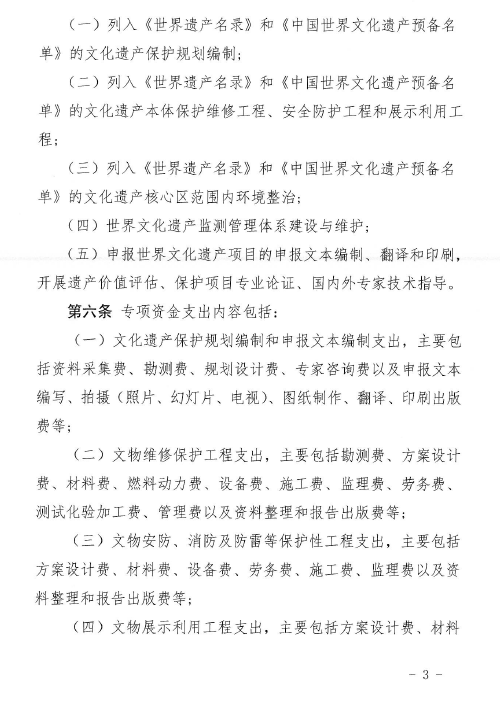 （一）列入《世界遗产名录》和《中国世界文化遗产预备名
单》的文化遗产保护规划编制;
（二）列入《世界遗产名录》和《中国世界文化遗产预备名
单》的文化遗产本体保护维修工程、安全防护工程和展示利用工
程;
（三）列入《世界遗产名录》和《中国世界文化遗产预备名
单》的文化遗产核心区范围内环境整治;
（四）世界文化遗产监测管理体系建设与维护;
（五）申报世界文化遗产项目的申报文本编制、翻译和印刷，
开展遗产价值评估、保护项目专业论证、国内外专家技术指导。
第六条 专项资金支出内容包括:
（一）文化遗产保护规划编制和申报文本编制支出，主要包
括资料采集费、勘测费、规划设计费、专家咨询费以及申报文本
编写、拍摄（照片、幻灯片、电视）、图纸制作、翻译、印刷出版
费等;
（二）文物维修保护工程支出，主要包括勘测费、方案设计
费、材料费、燃料动力费、设备费、施工费、监理费、劳务费、
测试化验加工费、管理费以及资料整理和报告出版费等;
（三）文物安防、消防及防雷等保护性工程支出，主要包括
方案设计费、材料费、设备费、劳务费、施工费、监理费以及资
料整理和报告出版费等;
（四）文物展示利用工程支出，主要包括方案设计费、材料
- 3 -